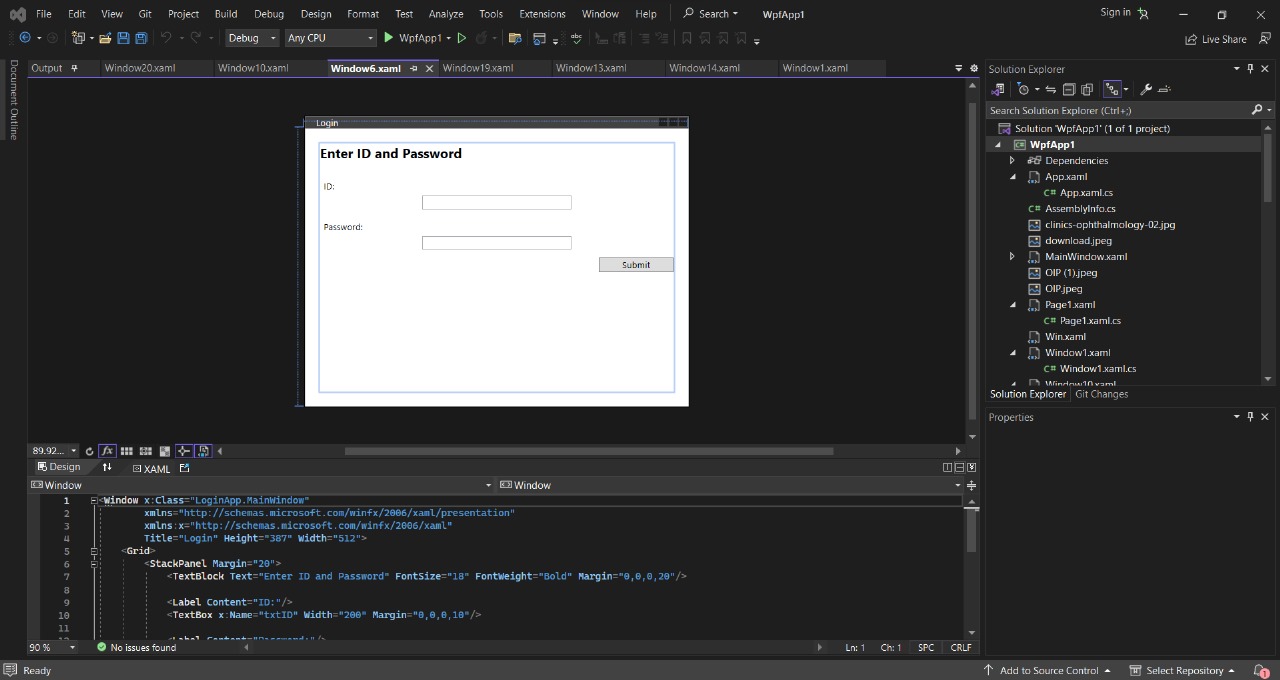 File Edit View Git Project Build Debug Design Format Test Analyze Tools Extensions Window Help Search WpfApp1 Sign in
Debug Any CPU WpfApp1 Live Share
Document Outline
Output Window20.xaml Window10.xaml Window6.xaml Window19.xaml Window13.xaml Window14.xaml Window1.xaml
Login
Enter ID and Password
ID:
Password:
Submit
89.92...
Design XAML
Window Window
1 <Window x:Class="LoginApp.MainWindow"
2 xmlns="http://schemas.microsoft.com/winfx/2006/xaml/presentation"
3 xmlns:x="http://schemas.microsoft.com/winfx/2006/xaml"
4 Title="Login" Height="387" Width="512">
5 <Grid>
6 <StackPanel Margin="20">
7 <TextBlock Text="Enter ID and Password" FontSize="18" FontWeight="Bold" Margin="0,0,0,20"/>
8
9 <Label Content="ID:"/>
10 <TextBox x:Name="txtID" Width="200" Margin="0,0,0,10"/>
11
12 <Label Content="Password:"/>
90 % No issues found Ln: 1 Ch: 1 SPC CRLF
Solution Explorer
Search Solution Explorer (Ctrl+;)
Solution 'WpfApp1' (1 of 1 project)
WpfApp1
Dependencies
App.xaml
C# App.xaml.cs
C# AssemblyInfo.cs
clinics-ophthalmology-02.jpg
download.jpeg
MainWindow.xaml
OIP (1).jpeg
OIP.jpeg
Page1.xaml
C# Page1.xaml.cs
Win.xaml
Window1.xaml
C# Window1.xaml.cs
Window10.xaml
Solution Explorer Git Changes
Properties
Ready Add to Source Control Select Repository 1